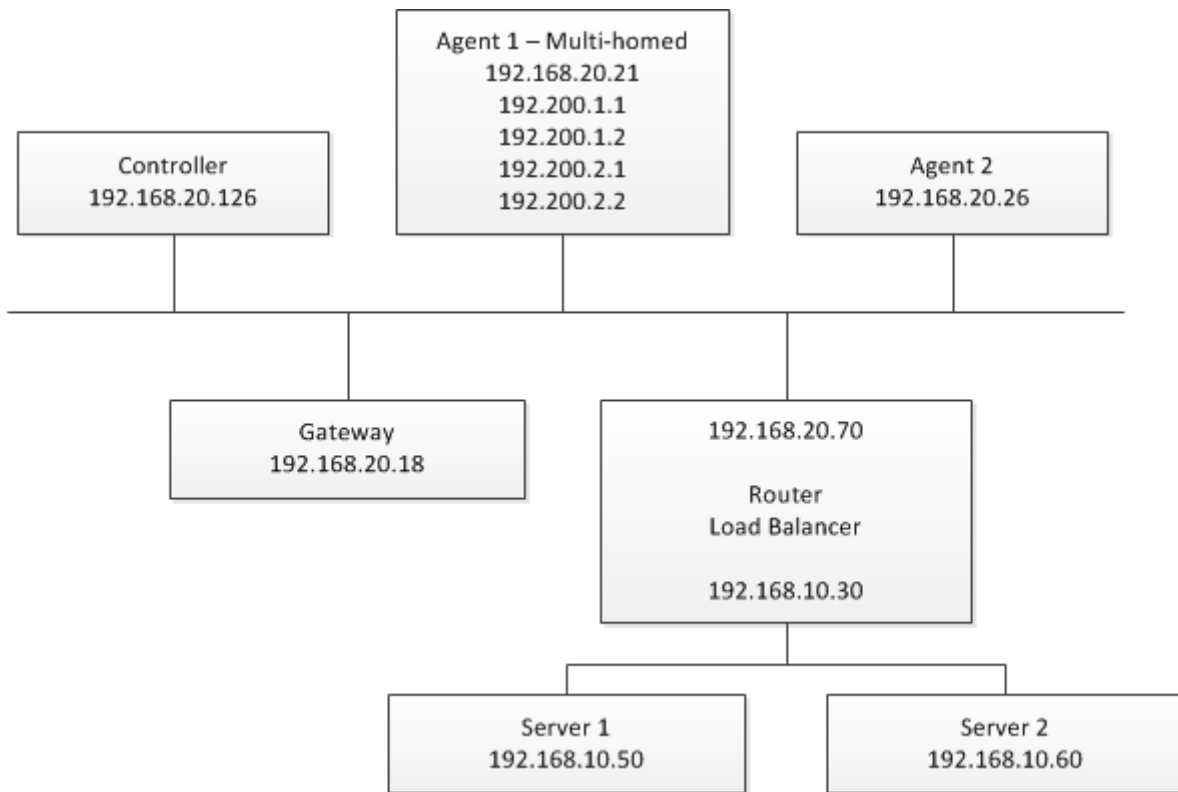 Agent 1 – Multi-homed
192.168.20.21
192.200.1.1
192.200.1.2
192.200.2.1
192.200.2.2
Controller
192.168.20.126
Agent 2
192.168.20.26
Gateway
192.168.20.18
192.168.20.70
Router
Load Balancer
192.168.10.30
Server 1
192.168.10.50
Server 2
192.168.10.60